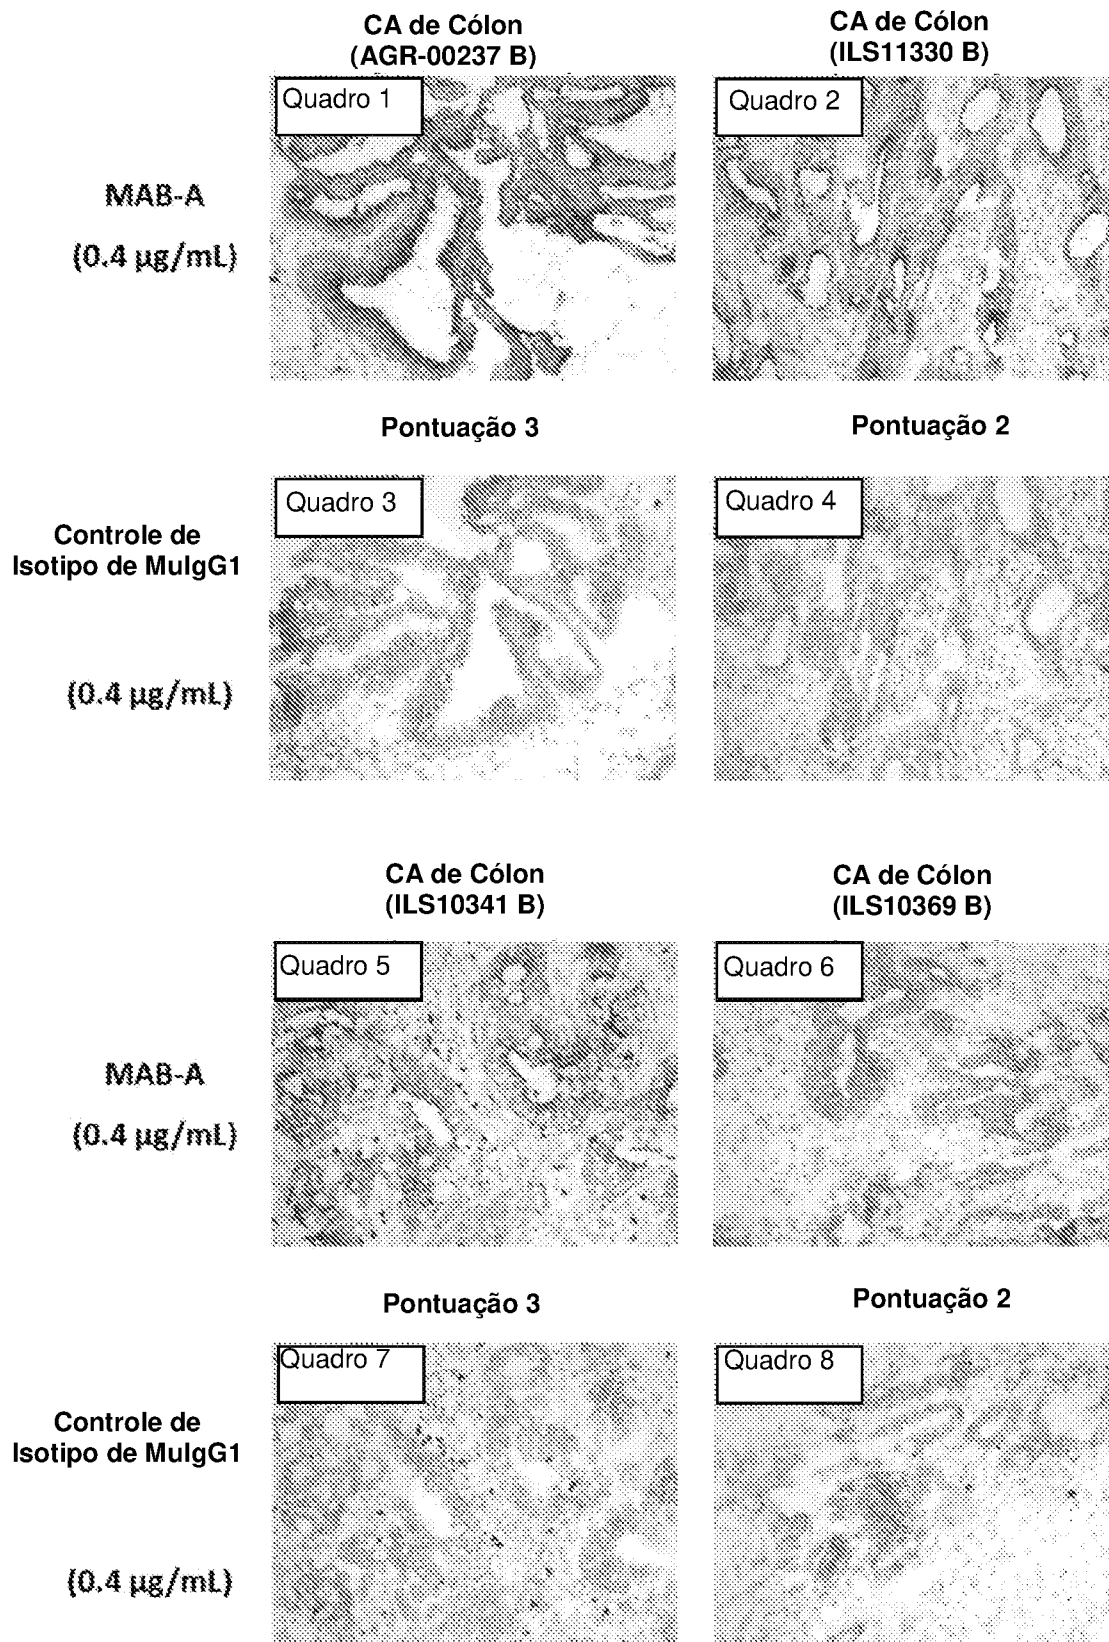 CA de Cólon
(AGR-00237 B)
CA de Cólon
(ILS11330 B)
Quadro 1
Quadro 2
MAB-A
(0.4 µg/mL)
Pontuação 3
Pontuação 2
Quadro 3
Quadro 4
Controle de
Isotipo de MuIgG1
(0.4 µg/mL)
CA de Cólon
(ILS10341 B)
CA de Cólon
(ILS10369 B)
Quadro 5
Quadro 6
MAB-A
(0.4 µg/mL)
Pontuação 3
Pontuação 2
Quadro 7
Quadro 8
Controle de
Isotipo de MuIgG1
(0.4 µg/mL)